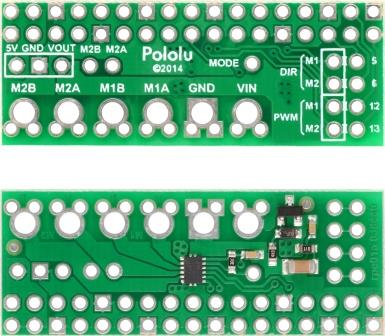 5V GND VOUT M2B M2A
Pololu
©2014
MODE
DIR
M1
5
M2
6
M2B M2A M1B M1A GND VIN
PWM
M1
12
M2
13